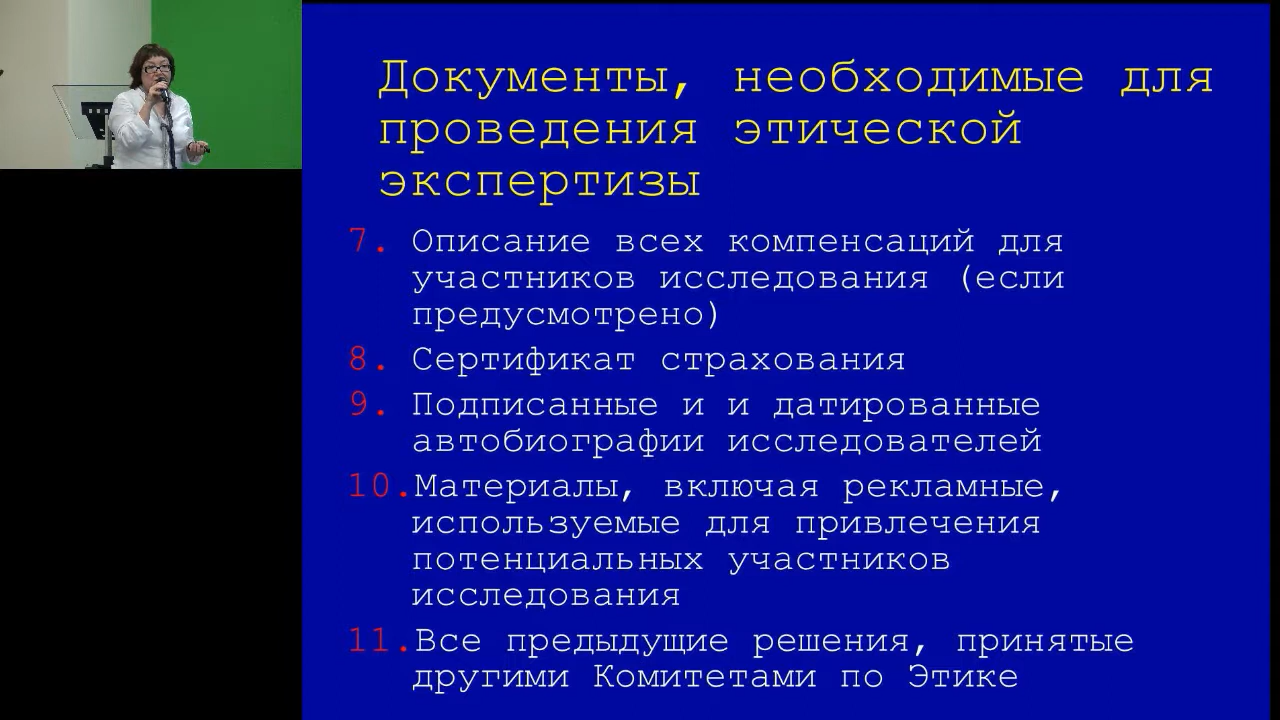 Документы, необходимые для
проведения этической
экспертизы
7. Описание всех компенсаций для
участников исследования (если
предусмотрено)
8. Сертификат страхования
9. Подписанные и и датированные
автобиографии исследователей
10.Материалы, включая рекламные,
используемые для привлечения
потенциальных участников
исследования
11.Все предыдущие решения, принятые
другими Комитетами по Этике